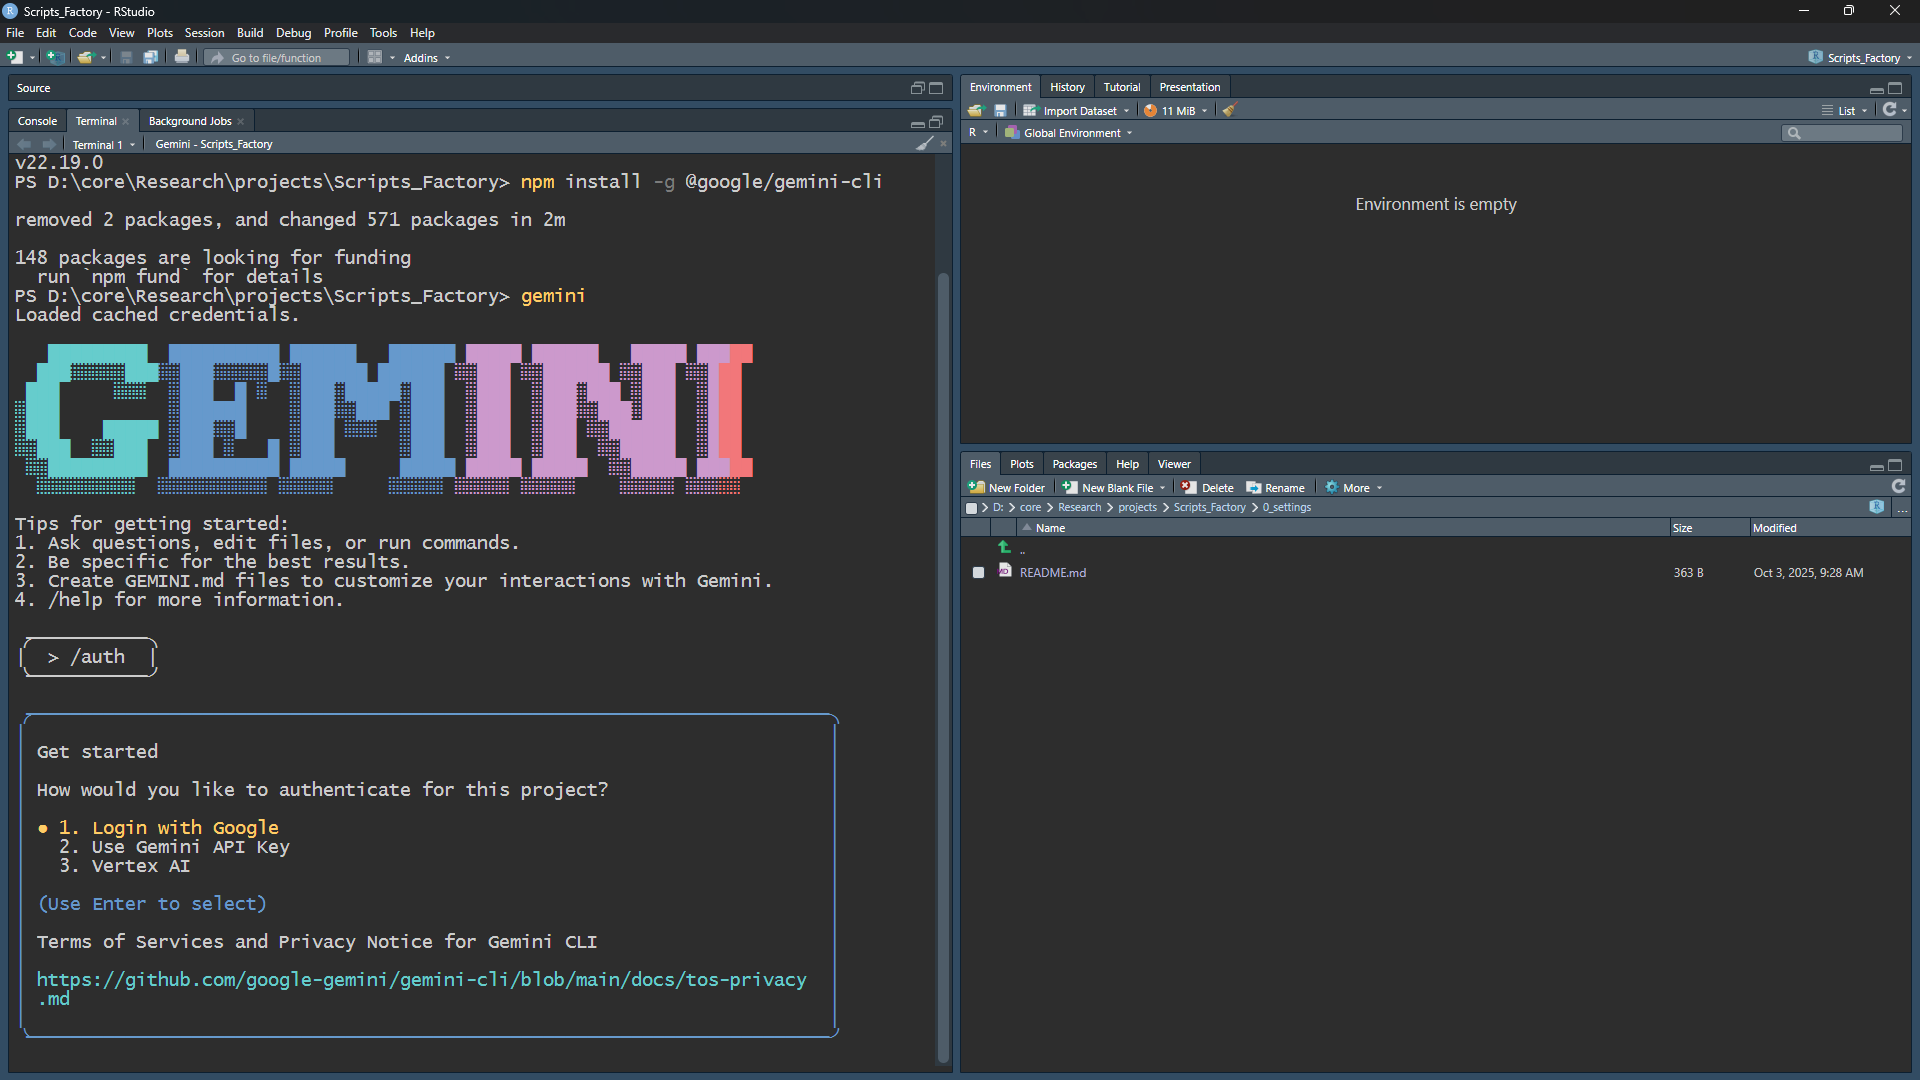 Scripts_Factory - RStudio
File Edit Code View Plots Session Build Debug Profile Tools Help
Go to file/function Addins Scripts_Factory
Source
Console Terminal Background Jobs
Terminal 1 Gemini - Scripts_Factory
v22.19.0
PS D:\core\Research\projects\Scripts_Factory> npm install -g @google/gemini-cli
removed 2 packages, and changed 571 packages in 2m
148 packages are looking for funding
run `npm fund` for details
PS D:\core\Research\projects\Scripts_Factory> gemini
Loaded cached credentials.
GEMINI
Tips for getting started:
1. Ask questions, edit files, or run commands.
2. Be specific for the best results.
3. Create GEMINI.md files to customize your interactions with Gemini.
4. /help for more information.
> /auth
Get started
How would you like to authenticate for this project?
● 1. Login with Google
2. Use Gemini API Key
3. Vertex AI
(Use Enter to select)
Terms of Services and Privacy Notice for Gemini CLI
https://github.com/google-gemini/gemini-cli/blob/main/docs/tos-privacy
.md
Environment History Tutorial Presentation
Import Dataset 11 MiB List
R Global Environment
Environment is empty
Files Plots Packages Help Viewer
New Folder New Blank File Delete Rename More
D: > core > Research > projects > Scripts_Factory > 0_settings ...
Name Size Modified
..
README.md 363 B Oct 3, 2025, 9:28 AM